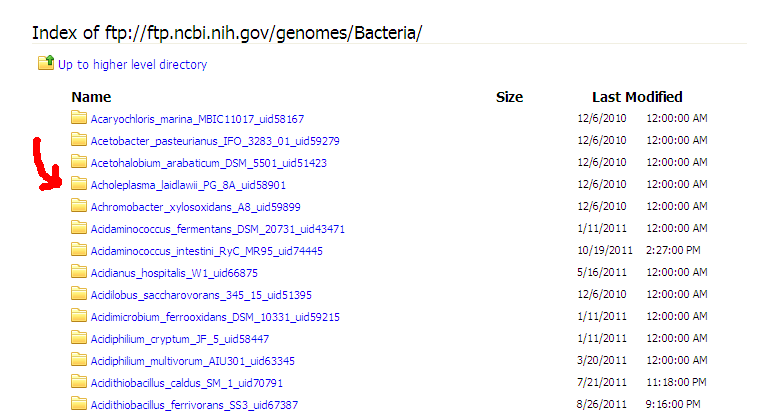 Index of ftp://ftp.ncbi.nih.gov/genomes/Bacteria/
Up to higher level directory
Name Size Last Modified
Acaryochloris_marina_MBIC11017_uid58167 12/6/2010 12:00:00 AM
Acetobacter_pasteurianus_IFO_3283_01_uid59279 12/6/2010 12:00:00 AM
Acetohalobium_arabaticum_DSM_5501_uid51423 12/6/2010 12:00:00 AM
Acholeplasma_laidlawii_PG_8A_uid58901 12/6/2010 12:00:00 AM
Achromobacter_xylosoxidans_A8_uid59899 12/6/2010 12:00:00 AM
Acidaminococcus_fermentans_DSM_20731_uid43471 1/11/2011 12:00:00 AM
Acidaminococcus_intestini_RyC_MR95_uid74445 10/19/2011 2:27:00 PM
Acidianus_hospitalis_W1_uid66875 5/16/2011 12:00:00 AM
Acidilobus_saccharovorans_345_15_uid51395 12/6/2010 12:00:00 AM
Acidimicrobium_ferrooxidans_DSM_10331_uid59215 1/11/2011 12:00:00 AM
Acidiphilium_cryptum_JF_5_uid58447 1/11/2011 12:00:00 AM
Acidiphilium_multivorum_AIU301_uid63345 3/20/2011 12:00:00 AM
Acidithiobacillus_caldus_SM_1_uid70791 7/21/2011 11:18:00 PM
Acidithiobacillus_ferrivorans_SS3_uid67387 8/26/2011 9:16:00 PM